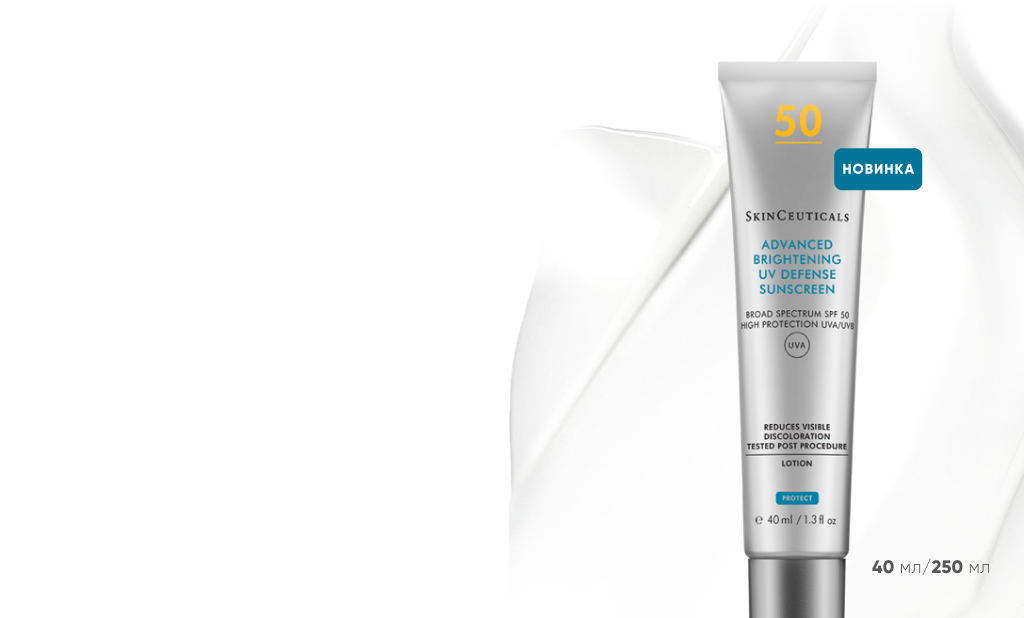 50
НОВИНКА
SKINCEUTICALS
ADVANCED
BRIGHTENING
UV DEFENSE
SUNSCREEN
BROAD SPECTRUM SPF 50
HIGH PROTECTION UVA/UVB
UVA
REDUCES VISIBLE
DISCOLORATION
TESTED POST PROCEDURE
LOTION
PROTECT
℮ 40 ml / 1.3 fl oz
40 мл/250 мл